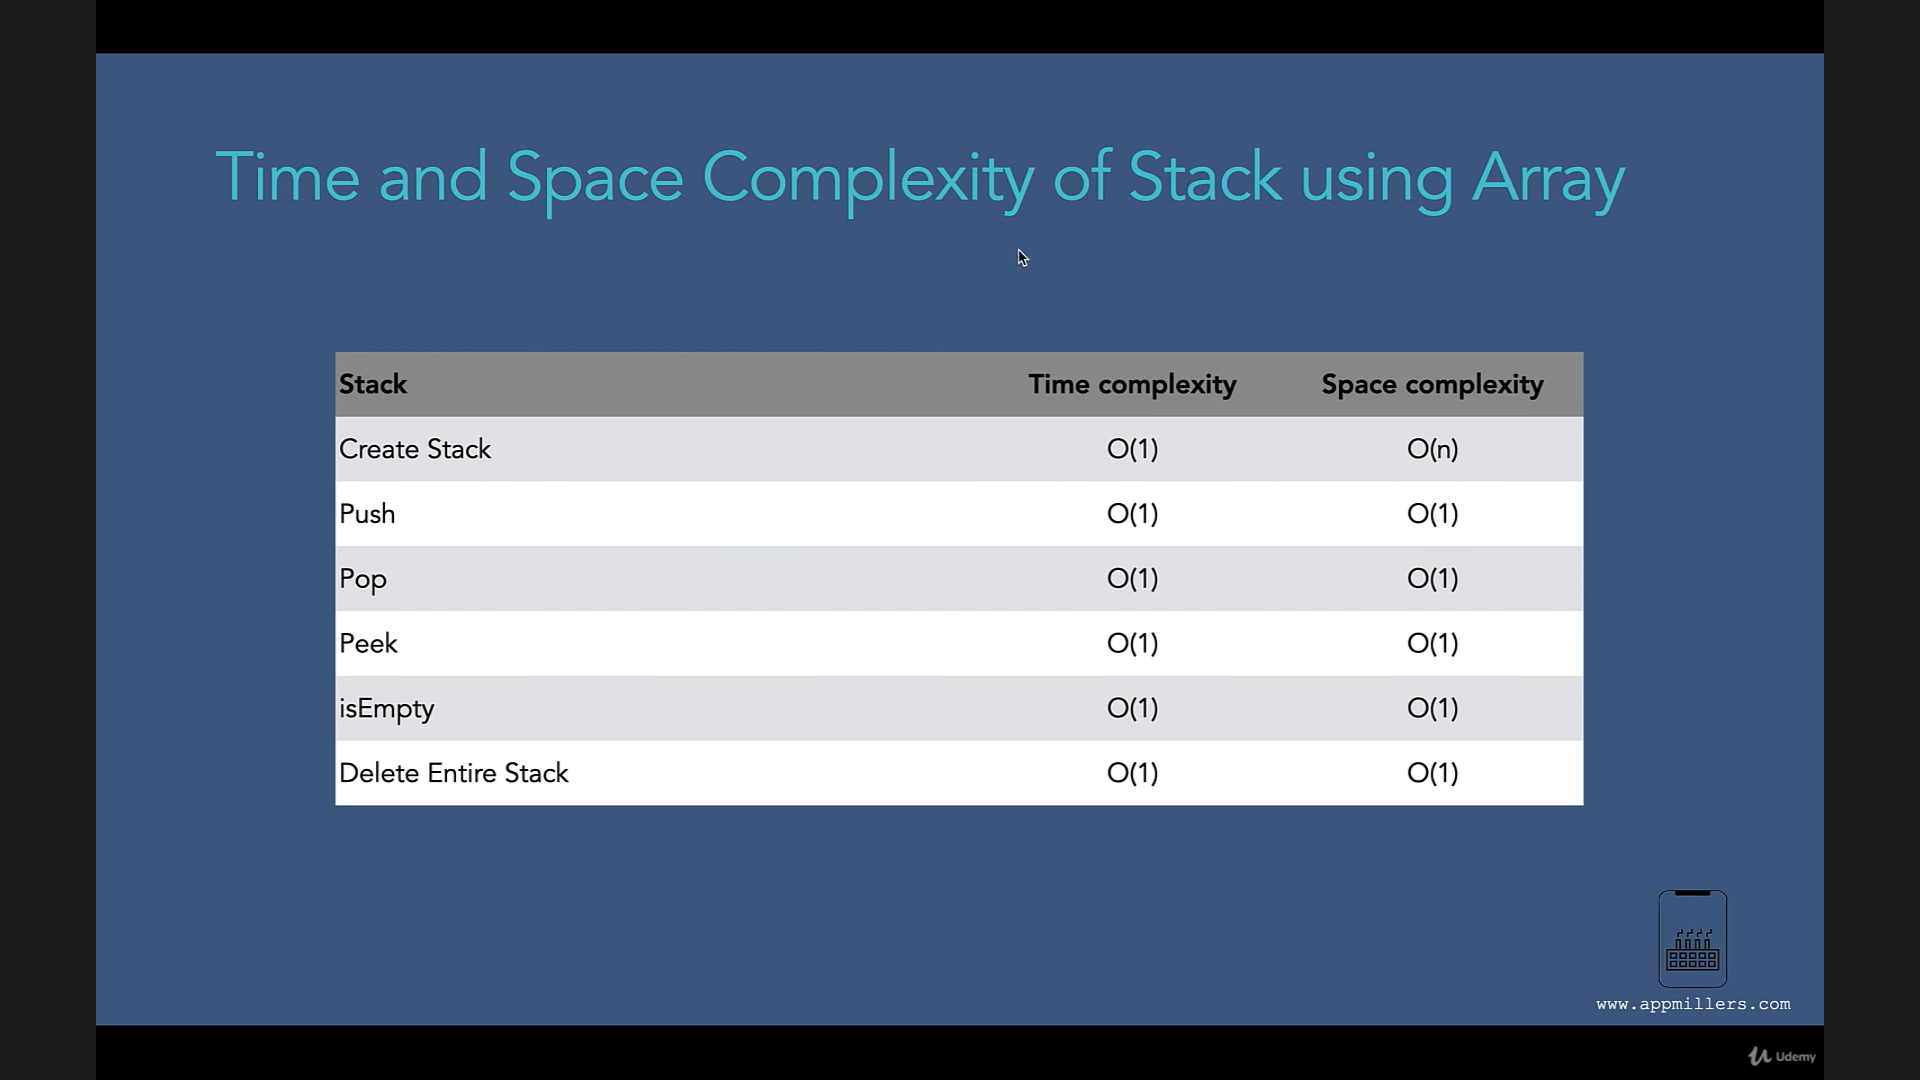 Time and Space Complexity of Stack using Array
Stack Time complexity Space complexity
Create Stack O(1) O(n)
Push O(1) O(1)
Pop O(1) O(1)
Peek O(1) O(1)
isEmpty O(1) O(1)
Delete Entire Stack O(1) O(1)
www.appmillers.com
Udemy